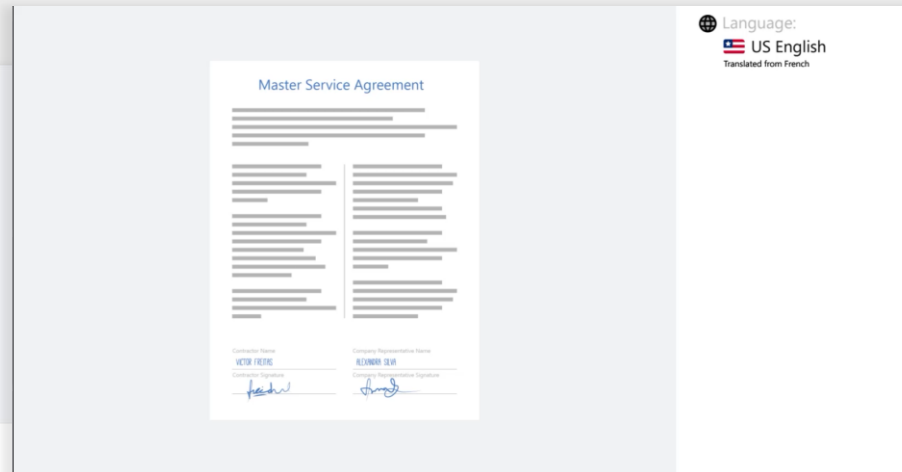 Master Service Agreement
Contractor Name
VICTOR FREITAS
Contractor Signature
Company Representative Name
ALEXANDRA SILVA
Company Representative Signature
Language:
US English
Translated from French